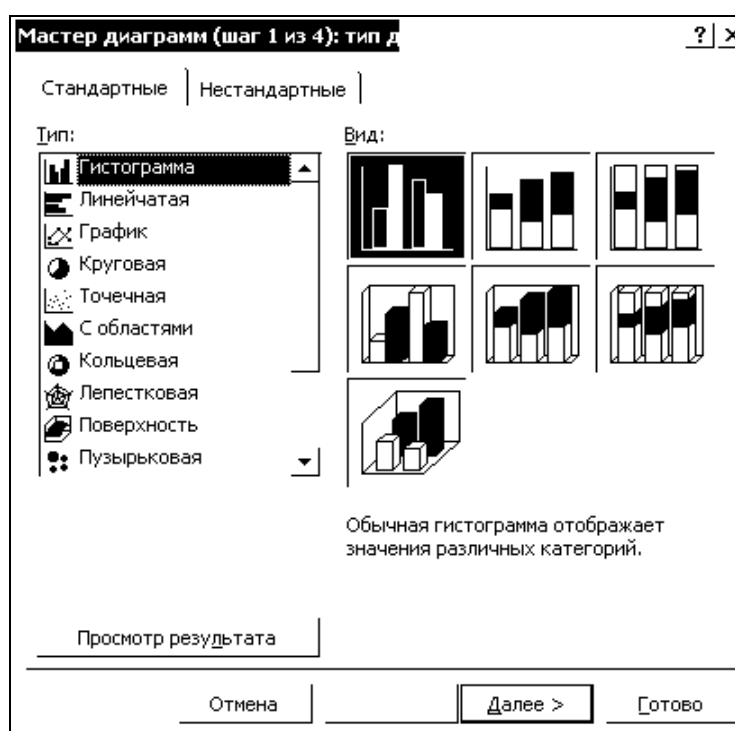 Мастер диаграмм (шаг 1 из 4): тип д
Стандартные
Нестандартные
Тип:
Гистограмма
Линейчатая
График
Круговая
Точечная
С областями
Кольцевая
Лепестковая
Поверхность
Пузырьковая
Вид:
Обычная гистограмма отображает
значения различных категорий.
Просмотр результата
Отмена
Далее >
Готово